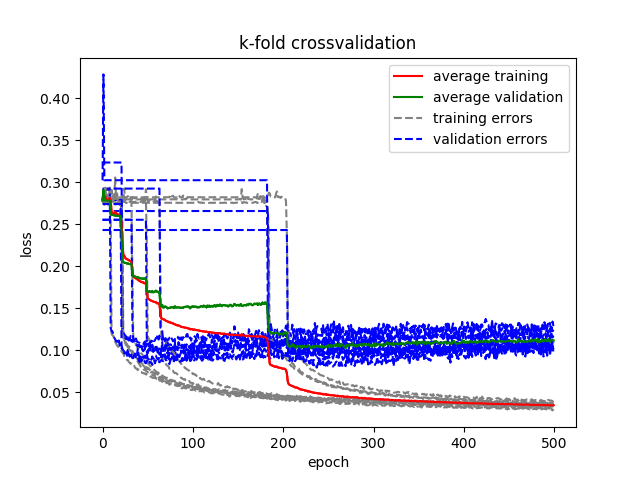 k-fold crossvalidation
average training
average validation
training errors
validation errors
loss
0.40
0.35
0.30
0.25
0.20
0.15
0.10
0.05
0
100
200
300
400
500
epoch